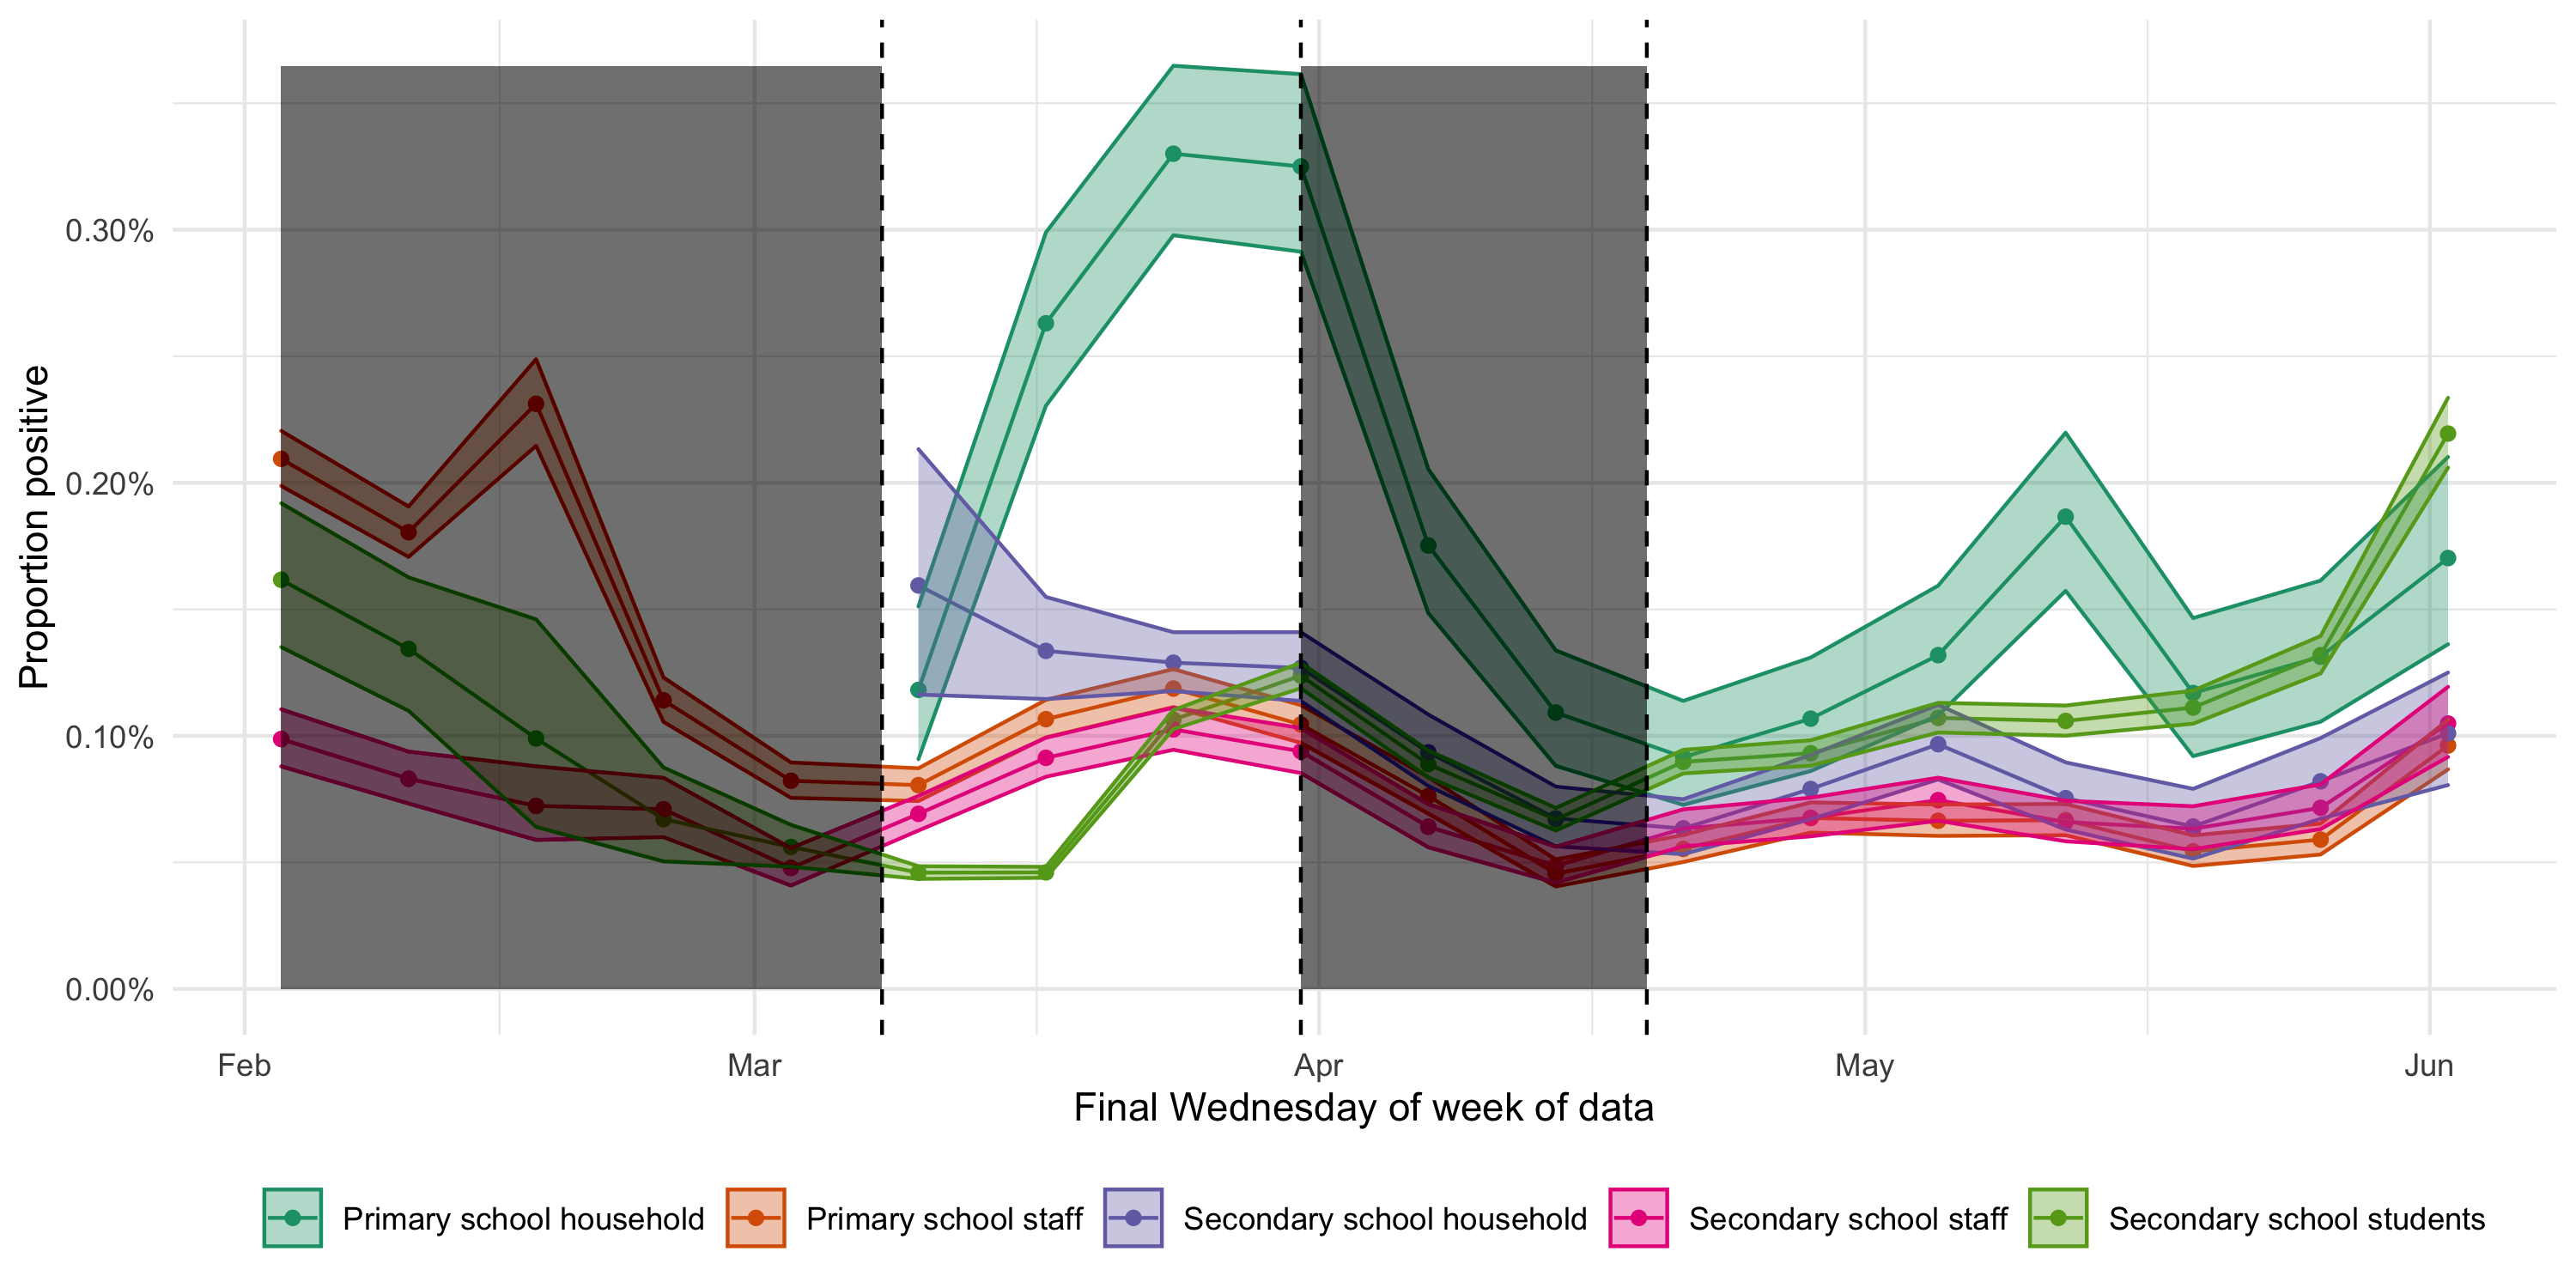 Proportion positive
0.30%
0.20%
0.10%
0.00%
Feb Mar Apr May Jun
Final Wednesday of week of data
Primary school household Primary school staff Secondary school household Secondary school staff Secondary school students